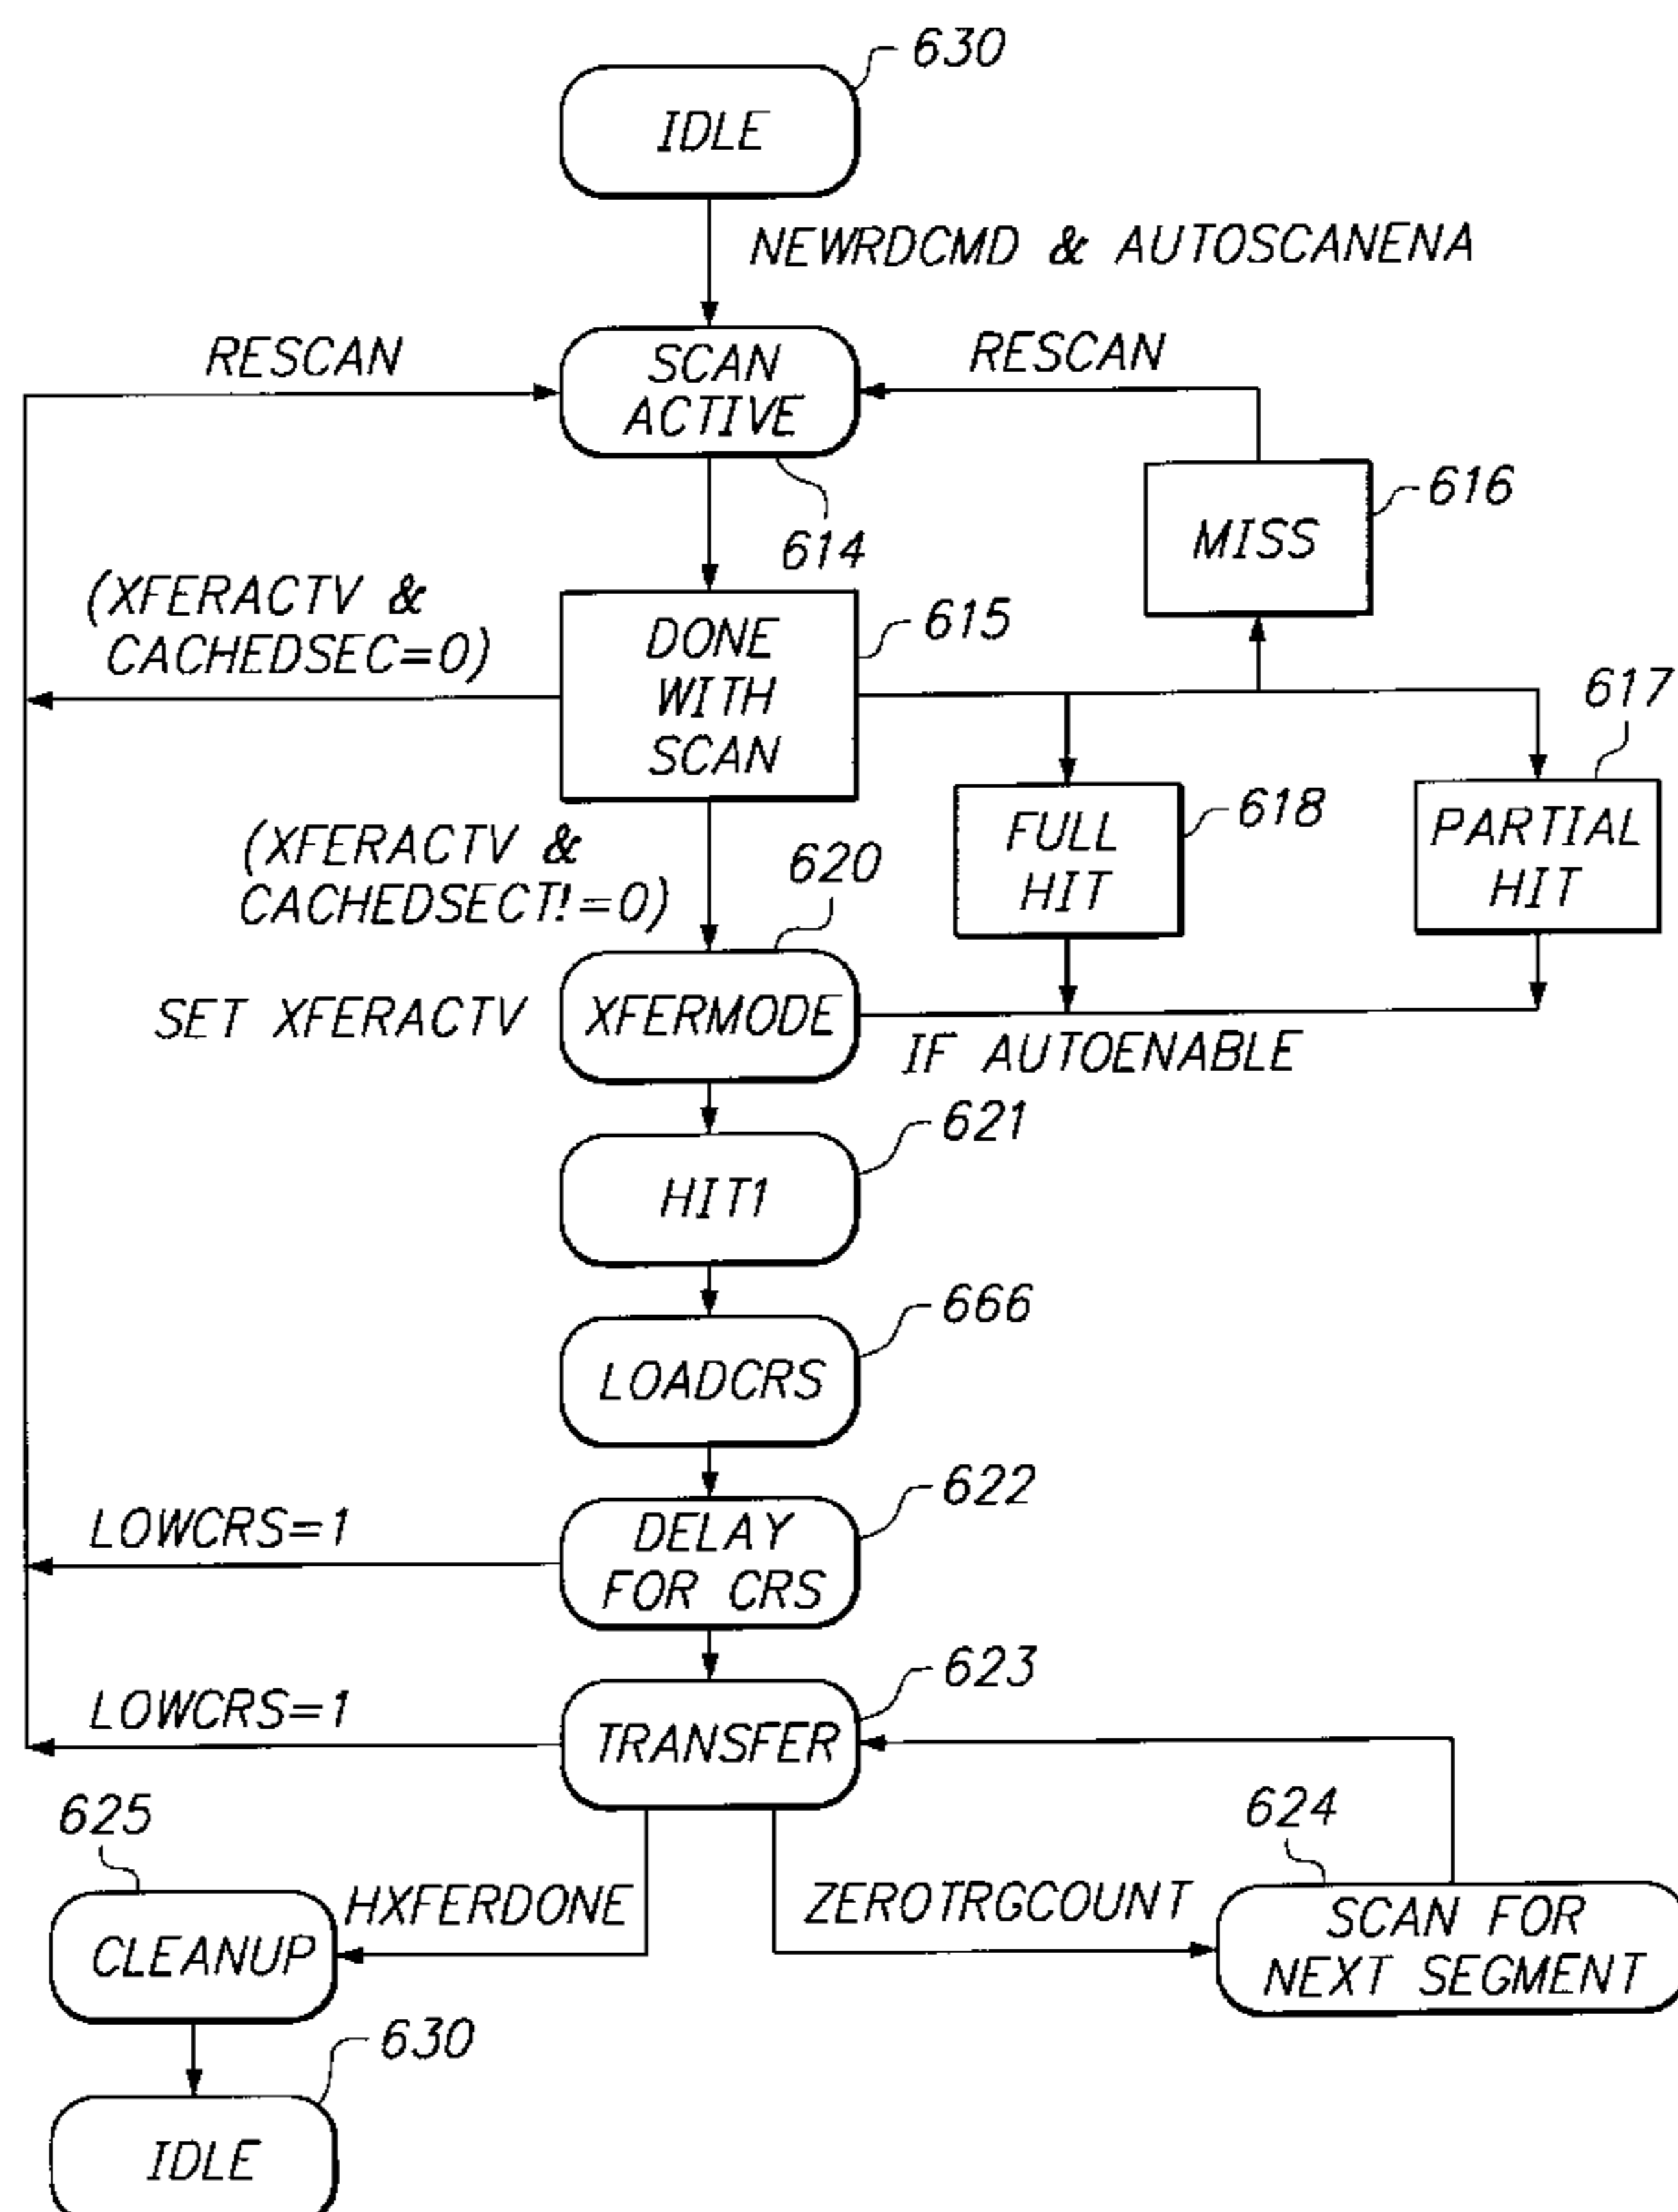 630
IDLE
NEWRDCMD & AUTOSCANENA
RESCAN
SCAN
ACTIVE
RESCAN
614
616
MISS
(XFERACTV &
CACHEDSEC=0)
DONE
WITH
SCAN
615
617
FULL
HIT
618
PARTIAL
HIT
(XFERACTV &
CACHEDSECT!=0)
620
SET XFERACTV
XFERMODE
IF AUTOENABLE
621
HIT1
666
LOADCRS
622
LOWCRS=1
DELAY
FOR CRS
623
LOWCRS=1
TRANSFER
625
624
HXFERDONE
ZEROTRGCOUNT
CLEANUP
SCAN FOR
NEXT SEGMENT
630
IDLE